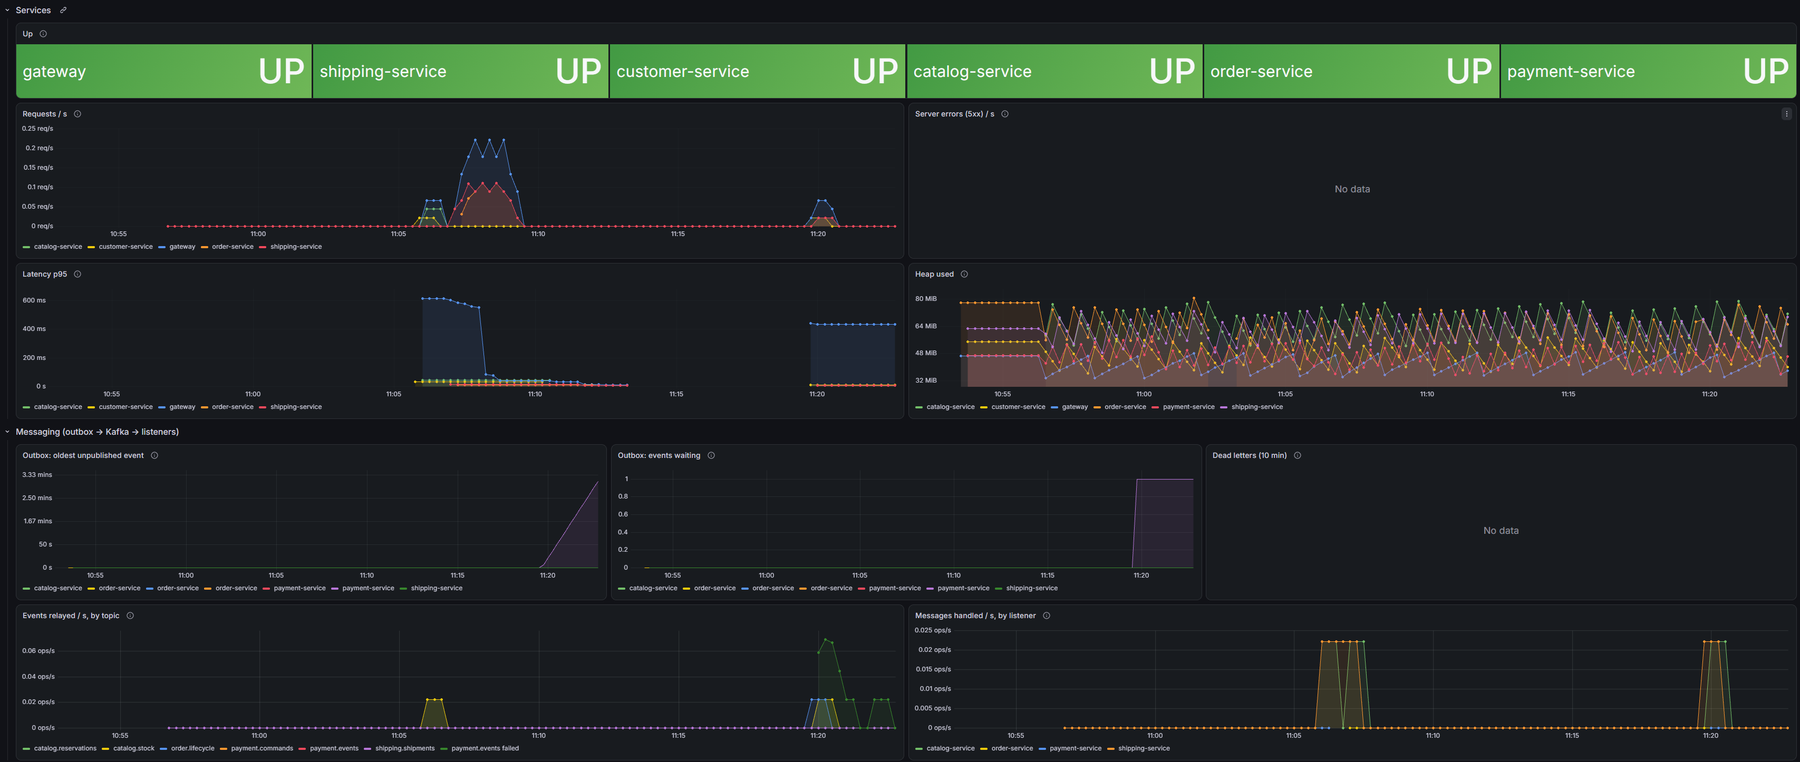 Services
Up
gateway UP shipping-service UP customer-service UP catalog-service UP order-service UP payment-service UP
Requests / s
0.25 req/s
0.2 req/s
0.15 req/s
0.1 req/s
0.05 req/s
0 req/s
10:55 11:00 11:05 11:10 11:15 11:20
catalog-service customer-service gateway order-service shipping-service
Server errors (5xx) / s
No data
Latency p95
600 ms
400 ms
200 ms
0 s
10:55 11:00 11:05 11:10 11:15 11:20
catalog-service customer-service gateway order-service shipping-service
Heap used
80 MiB
64 MiB
48 MiB
32 MiB
10:55 11:00 11:05 11:10 11:15 11:20
catalog-service customer-service gateway order-service payment-service shipping-service
Messaging (outbox → Kafka → listeners)
Outbox: oldest unpublished event
3.33 mins
2.50 mins
1.67 mins
50 s
0 s
10:55 11:00 11:05 11:10 11:15 11:20
catalog-service order-service order-service order-service payment-service payment-service shipping-service
Outbox: events waiting
1
0.8
0.6
0.4
0.2
0
10:55 11:00 11:05 11:10 11:15 11:20
catalog-service order-service order-service order-service payment-service payment-service shipping-service
Dead letters (10 min)
No data
Events relayed / s, by topic
0.06 ops/s
0.04 ops/s
0.02 ops/s
0 ops/s
10:55 11:00 11:05 11:10 11:15 11:20
catalog.reservations catalog.stock order.lifecycle payment.commands payment.events shipping.shipments payment.events failed
Messages handled / s, by listener
0.025 ops/s
0.02 ops/s
0.015 ops/s
0.01 ops/s
0.005 ops/s
0 ops/s
10:55 11:00 11:05 11:10 11:15 11:20
catalog-service order-service payment-service shipping-service